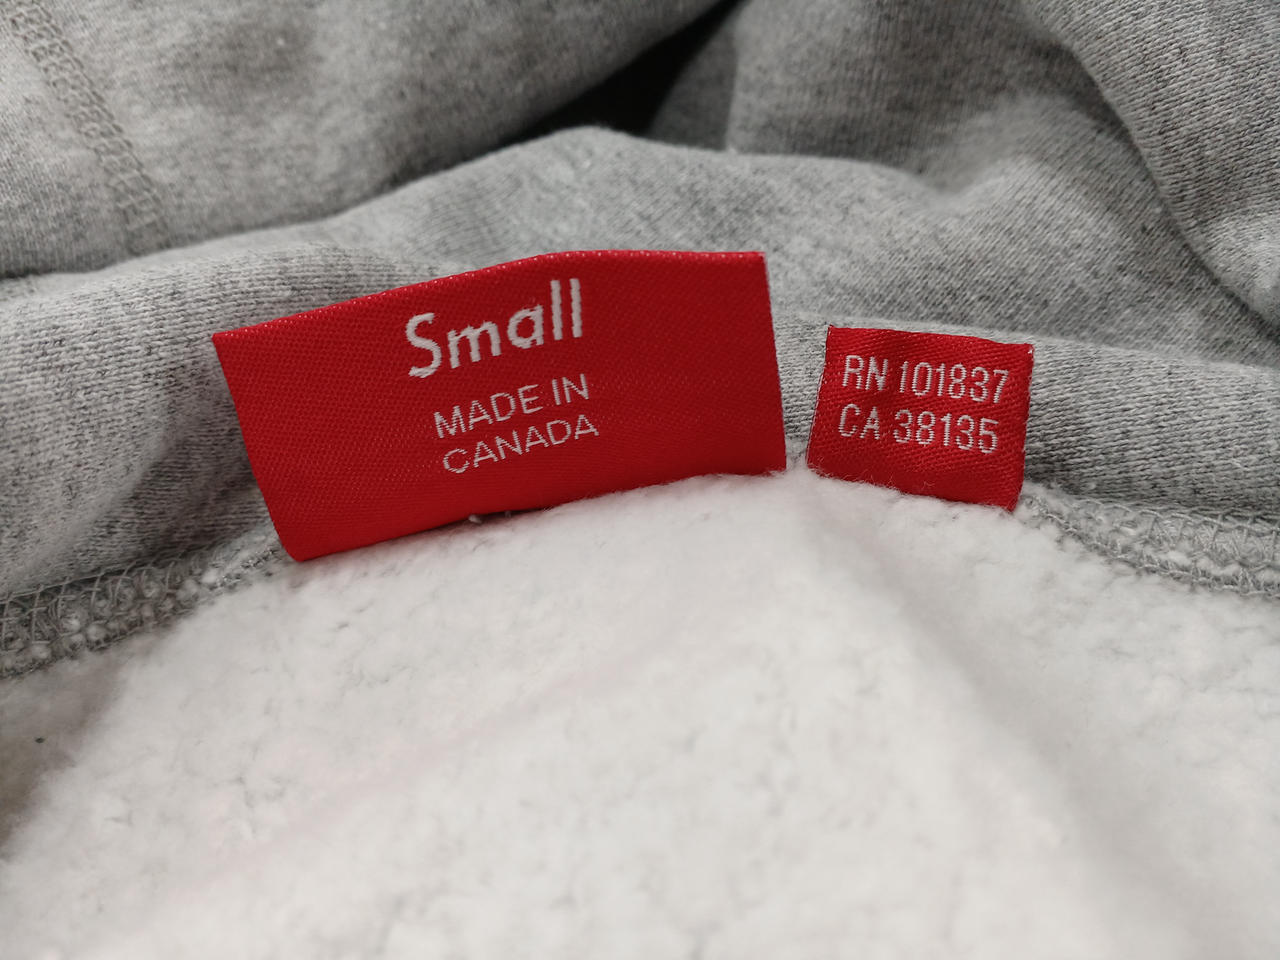 Small
MADE IN
CANADA
RN 101837
CA 38135